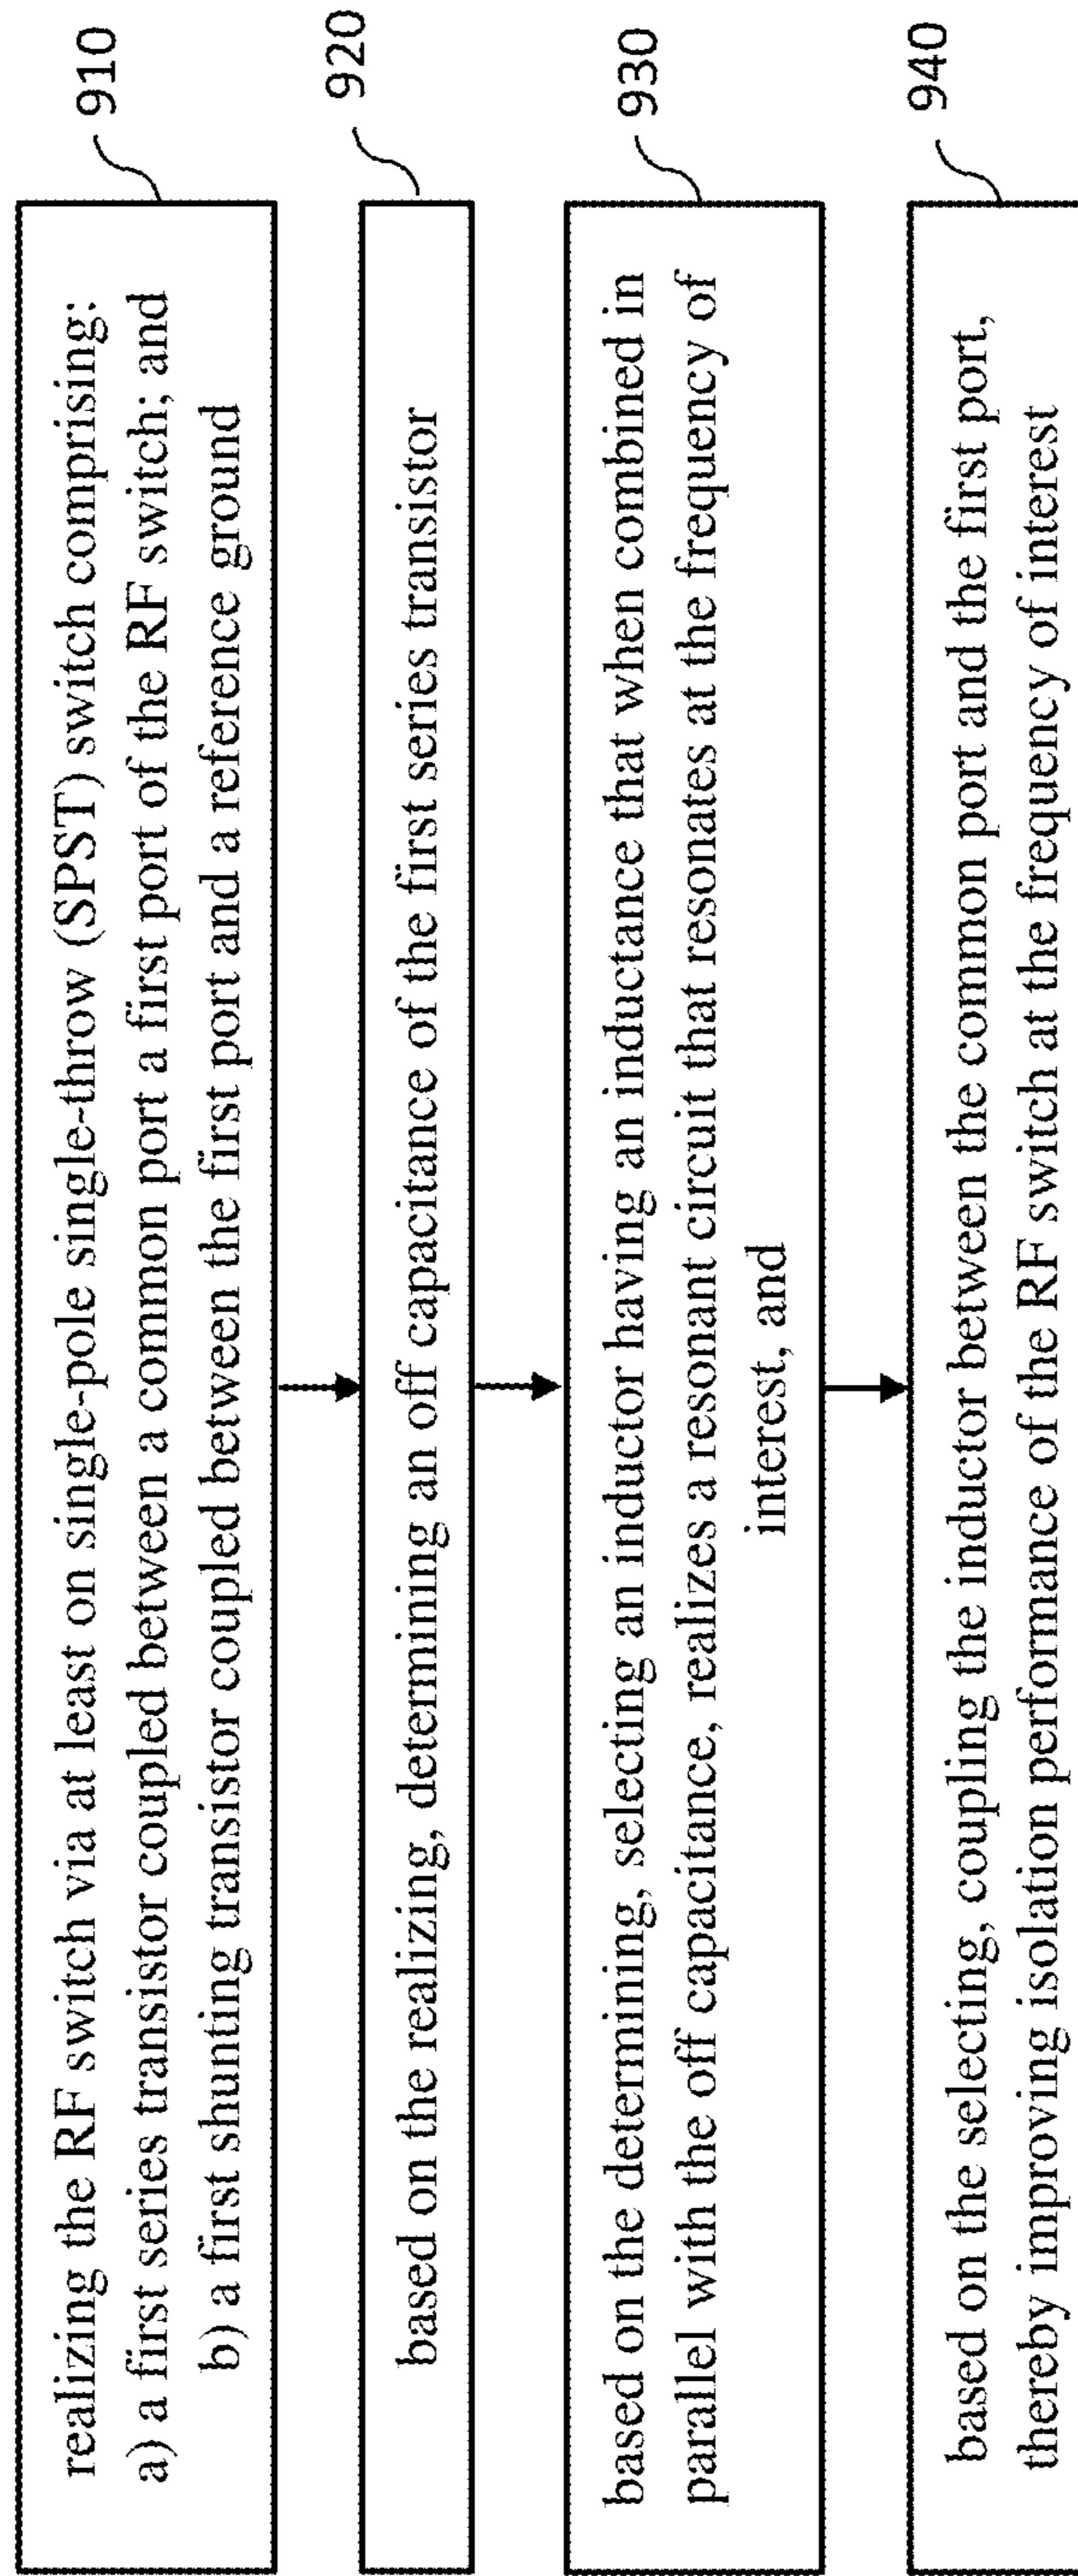 realizing the RF switch via at least on single-pole single-throw (SPST) switch comprising:
a) a first series transistor coupled between a common port a first port of the RF switch; and
b) a first shunting transistor coupled between the first port and a reference ground
910
based on the realizing, determining an off capacitance of the first series transistor
920
based on the determining, selecting an inductor having an inductance that when combined in
parallel with the off capacitance, realizes a resonant circuit that resonates at the frequency of
interest, and
930
based on the selecting, coupling the inductor between the common port and the first port,
thereby improving isolation performance of the RF switch at the frequency of interest
940